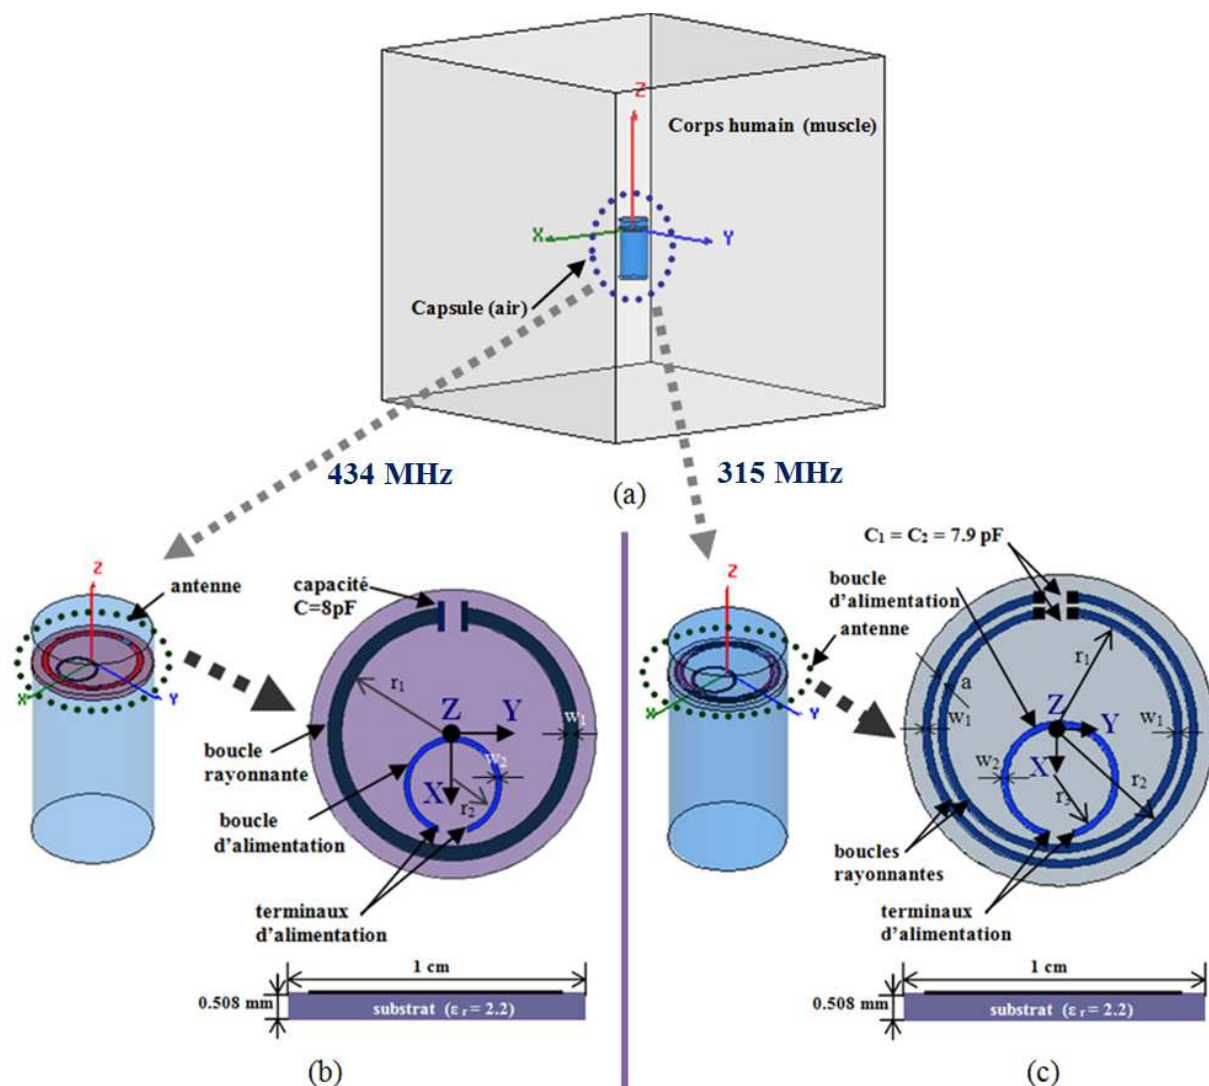 Z
Corps humain (muscle)
X
Y
Capsule (air)
434 MHz
315 MHz
(a)
Z
antenne
X
Y
capacité
C=8pF
r1
Z
Y
W1
boucle
rayonnante
X
W2
r2
boucle
d'alimentation
terminaux
d'alimentation
1 cm
0.508 mm
substrat (ε r = 2.2)
(b)
C1 = C2 = 7.9 pF
boucle
d'alimentation
antenne
Z
X
Y
r1
a
Z
W1
Y
W1
W2
X
r2
r3
boucles
rayonnantes
terminaux
d'alimentation
1 cm
0.508 mm
substrat (ε r = 2.2)
(c)